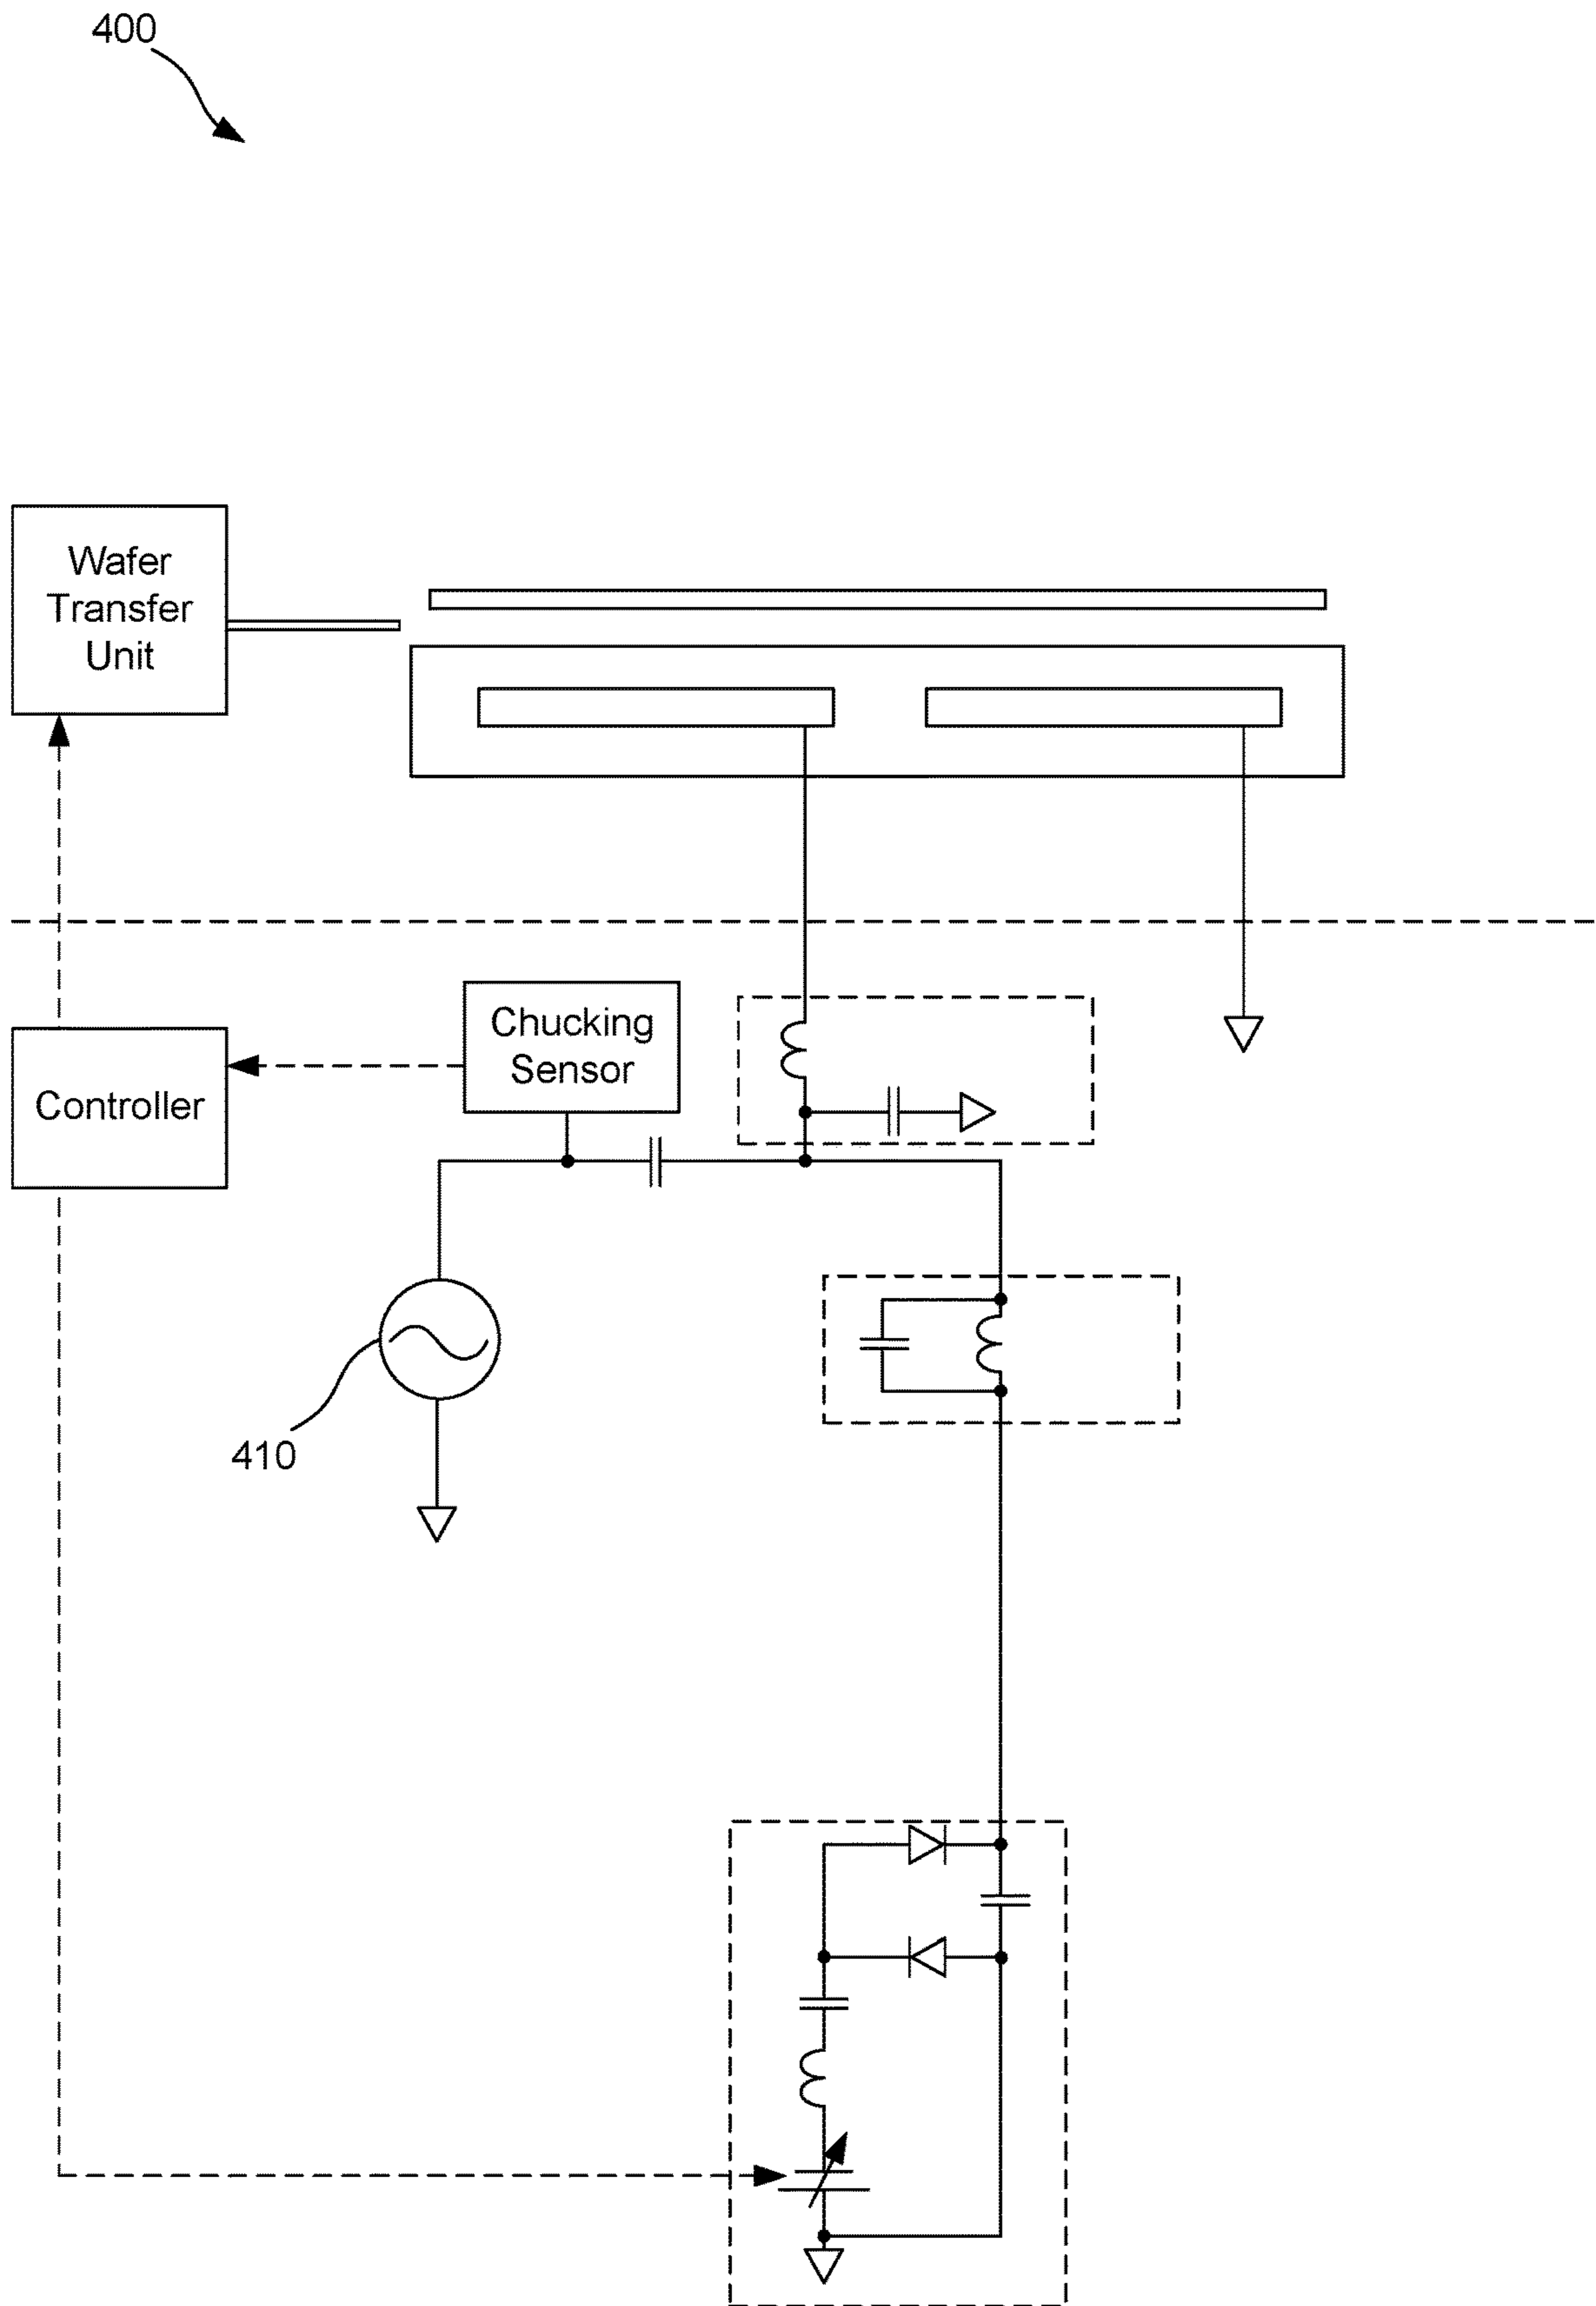 400
Wafer
Transfer
Unit
Chucking
Sensor
Controller
410